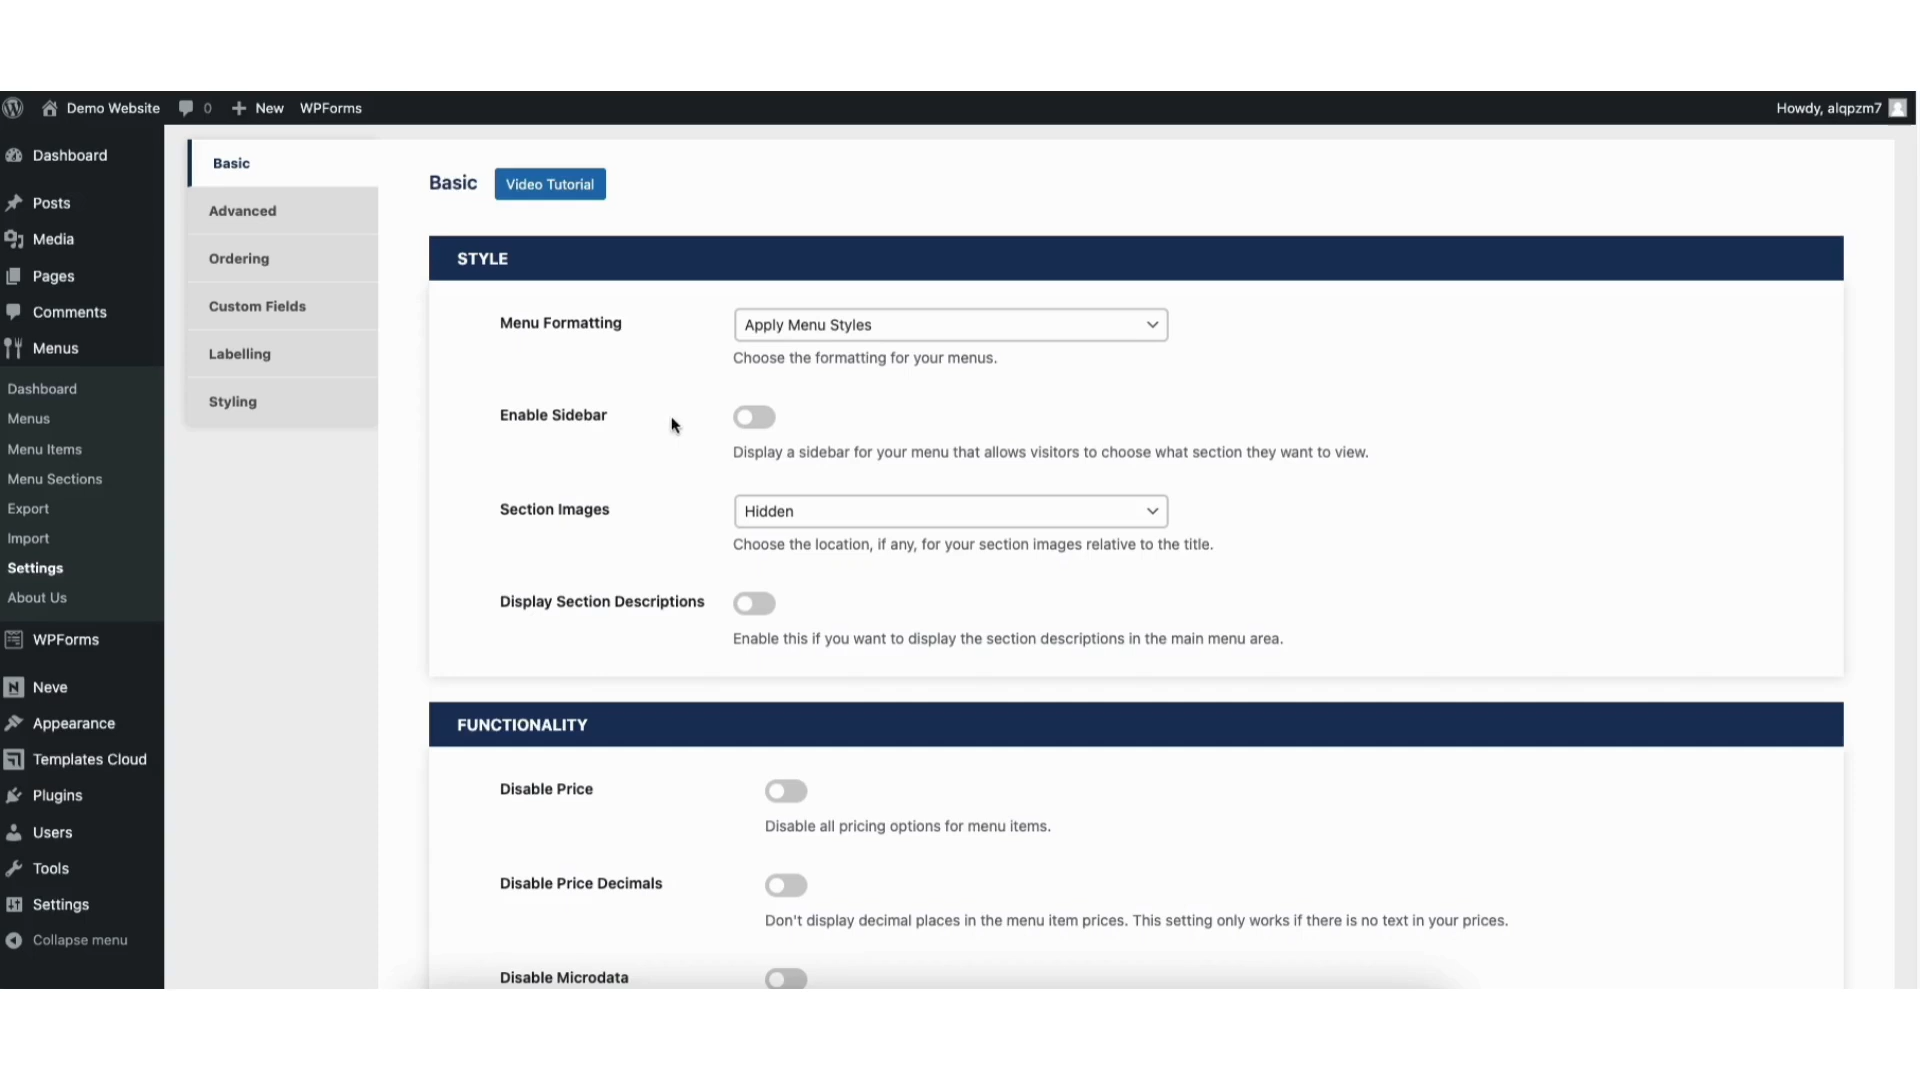 Demo Website 0 New WPForms Howdy, alqpzm7
Dashboard
Posts
Media
Pages
Comments
Menus
Dashboard
Menus
Menu Items
Menu Sections
Export
Import
Settings
About Us
WPForms
Neve
Appearance
Templates Cloud
Plugins
Users
Tools
Settings
Collapse menu
Basic
Advanced
Ordering
Custom Fields
Labelling
Styling
Basic Video Tutorial
STYLE
Menu Formatting Apply Menu Styles
Choose the formatting for your menus.
Enable Sidebar
Display a sidebar for your menu that allows visitors to choose what section they want to view.
Section Images Hidden
Choose the location, if any, for your section images relative to the title.
Display Section Descriptions
Enable this if you want to display the section descriptions in the main menu area.
FUNCTIONALITY
Disable Price
Disable all pricing options for menu items.
Disable Price Decimals
Don't display decimal places in the menu item prices. This setting only works if there is no text in your prices.
Disable Microdata